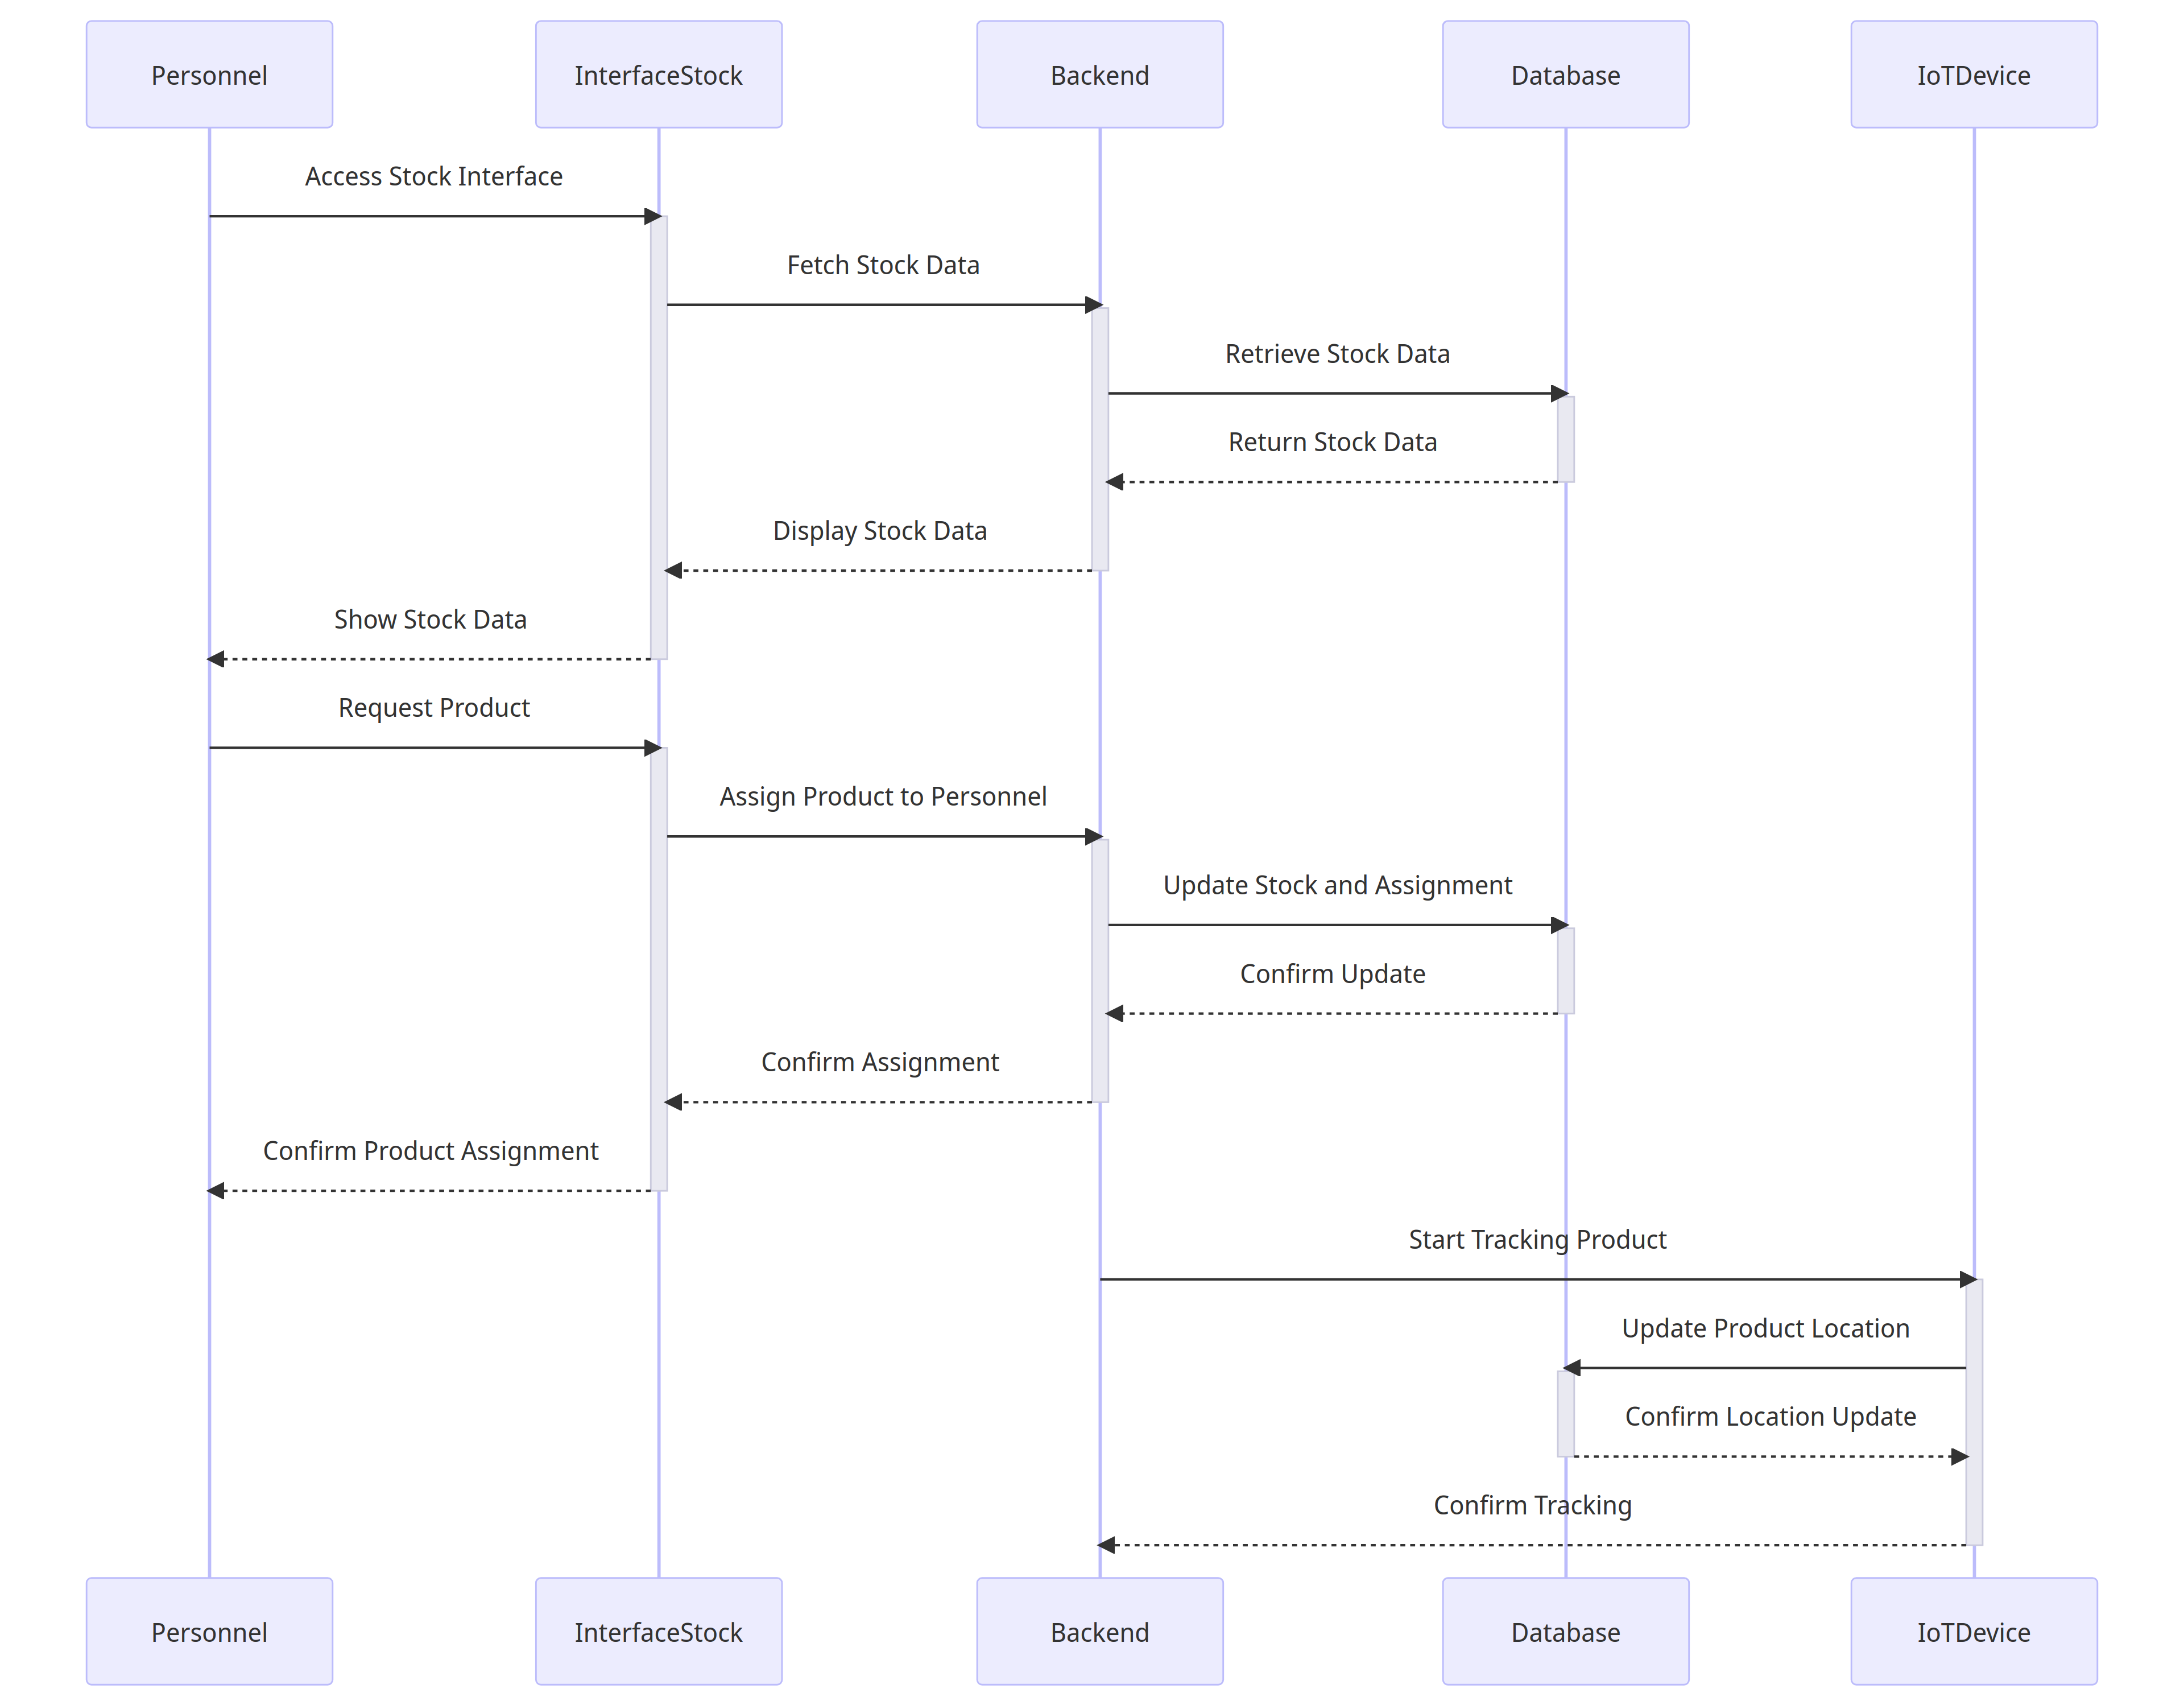 Personnel
InterfaceStock
Backend
Database
IoTDevice
Access Stock Interface
Fetch Stock Data
Retrieve Stock Data
Return Stock Data
Display Stock Data
Show Stock Data
Request Product
Assign Product to Personnel
Update Stock and Assignment
Confirm Update
Confirm Assignment
Confirm Product Assignment
Start Tracking Product
Update Product Location
Confirm Location Update
Confirm Tracking
Personnel
InterfaceStock
Backend
Database
IoTDevice